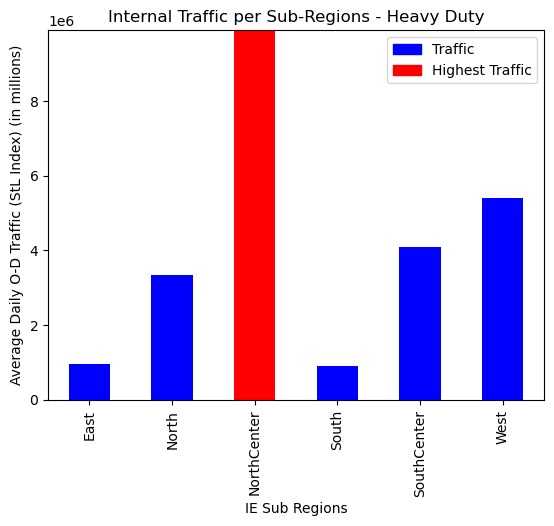 Internal Traffic per Sub-Regions - Heavy Duty
1e6
Average Daily O-D Traffic (StL Index) (in millions)
8
6
4
2
0
Traffic
Highest Traffic
East
North
NorthCenter
South
SouthCenter
West
IE Sub Regions